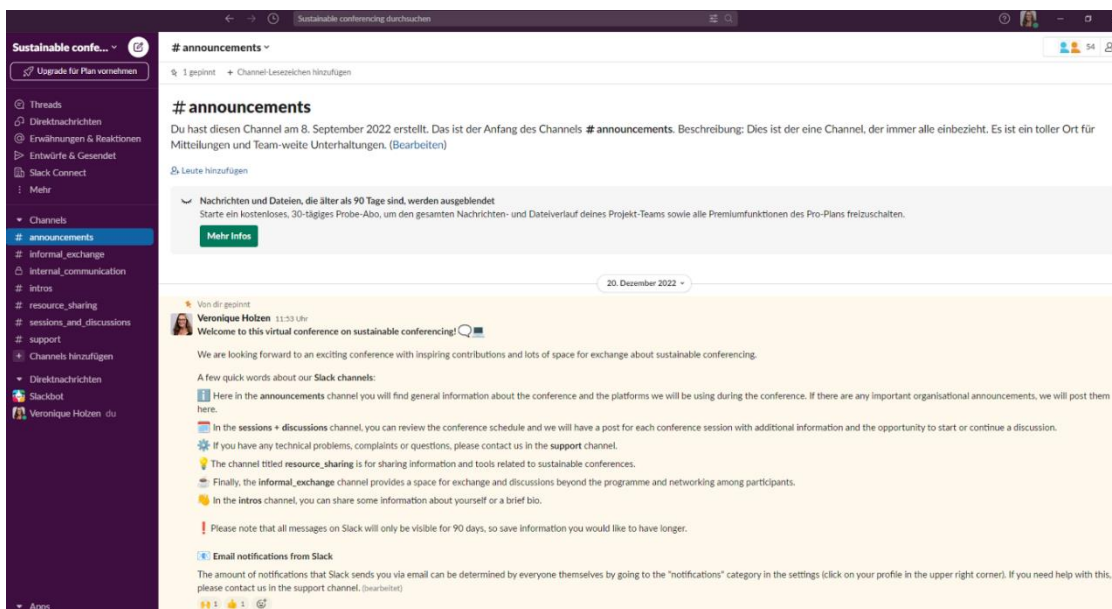 Sustainable conferencing durchsuchen
Sustainable confe...
Upgrade für Plan vornehmen
Threads
Direktnachrichten
Erwähnungen & Reaktionen
Entwürfe & Gesendet
Slack Connect
Mehr
Channels
# announcements
# informal_exchange
internal_communication
# intros
# resource_sharing
# sessions_and_discussions
# support
+ Channels hinzufügen
Direktnachrichten
Slackbot
Veronique Holzen du
Apps
# announcements
54
1 gepinnt + Channel-Lesezeichen hinzufügen
# announcements
Du hast diesen Channel am 8. September 2022 erstellt. Das ist der Anfang des Channels # announcements. Beschreibung: Dies ist der eine Channel, der immer alle einbezieht. Es ist ein toller Ort für
Mitteilungen und Team-weite Unterhaltungen. (Bearbeiten)
Leute hinzufügen
Nachrichten und Dateien, die älter als 90 Tage sind, werden ausgeblendet
Starte ein kostenloses, 30-tägiges Probe-Abo, um den gesamten Nachrichten- und Dateiverlauf deines Projekt-Teams sowie alle Premiumfunktionen des Pro-Plans freizuschalten.
Mehr Infos
20. Dezember 2022
Von dir gepinnt
Veronique Holzen 11:53 Uhr
Welcome to this virtual conference on sustainable conferencing! 🗨💻
We are looking forward to an exciting conference with inspiring contributions and lots of space for exchange about sustainable conferencing.
A few quick words about our Slack channels:
ℹ️ Here in the announcements channel you will find general information about the conference and the platforms we will be using during the conference. If there are any important organisational announcements, we will post them
here.
🗓 In the sessions + discussions channel, you can review the conference schedule and we will have a post for each conference session with additional information and the opportunity to start or continue a discussion.
⚙️ If you have any technical problems, complaints or questions, please contact us in the support channel.
💡 The channel titled resource_sharing is for sharing information and tools related to sustainable conferences.
☕ Finally, the informal_exchange channel provides a space for exchange and discussions beyond the programme and networking among participants.
👋 In the intros channel, you can share some information about yourself or a brief bio.
❗ Please note that all messages on Slack will only be visible for 90 days, so save information you would like to have longer.
📧 Email notifications from Slack
The amount of notifications that Slack sends you via email can be determined by everyone themselves by going to the "notifications" category in the settings (click on your profile in the upper right corner). If you need help with this,
please contact us in the support channel. (bearbeitet)
🙌 1 👍 1